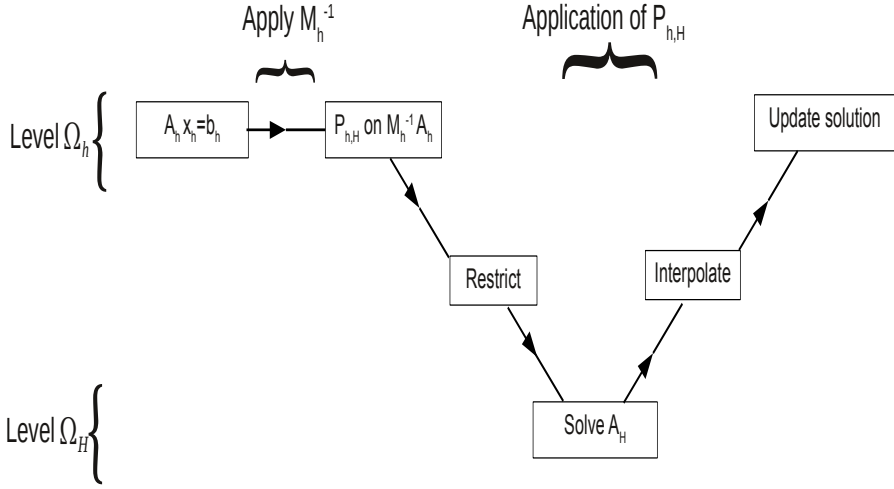 Apply M_h^-1
Application of P_h,H
Level Ω_h
A_h x_h=b_h
P_h,H on M_h^-1 A_h
Update solution
Restrict
Interpolate
Level Ω_H
Solve A_H